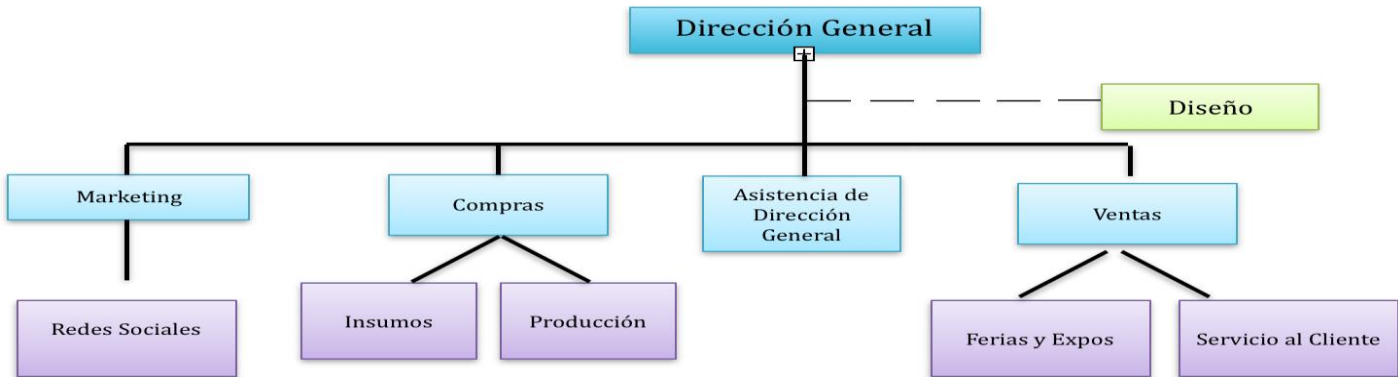 Dirección General
Diseño
Marketing
Compras
Asistencia de
Dirección
General
Ventas
Redes Sociales
Insumos
Producción
Ferias y Expos
Servicio al Cliente